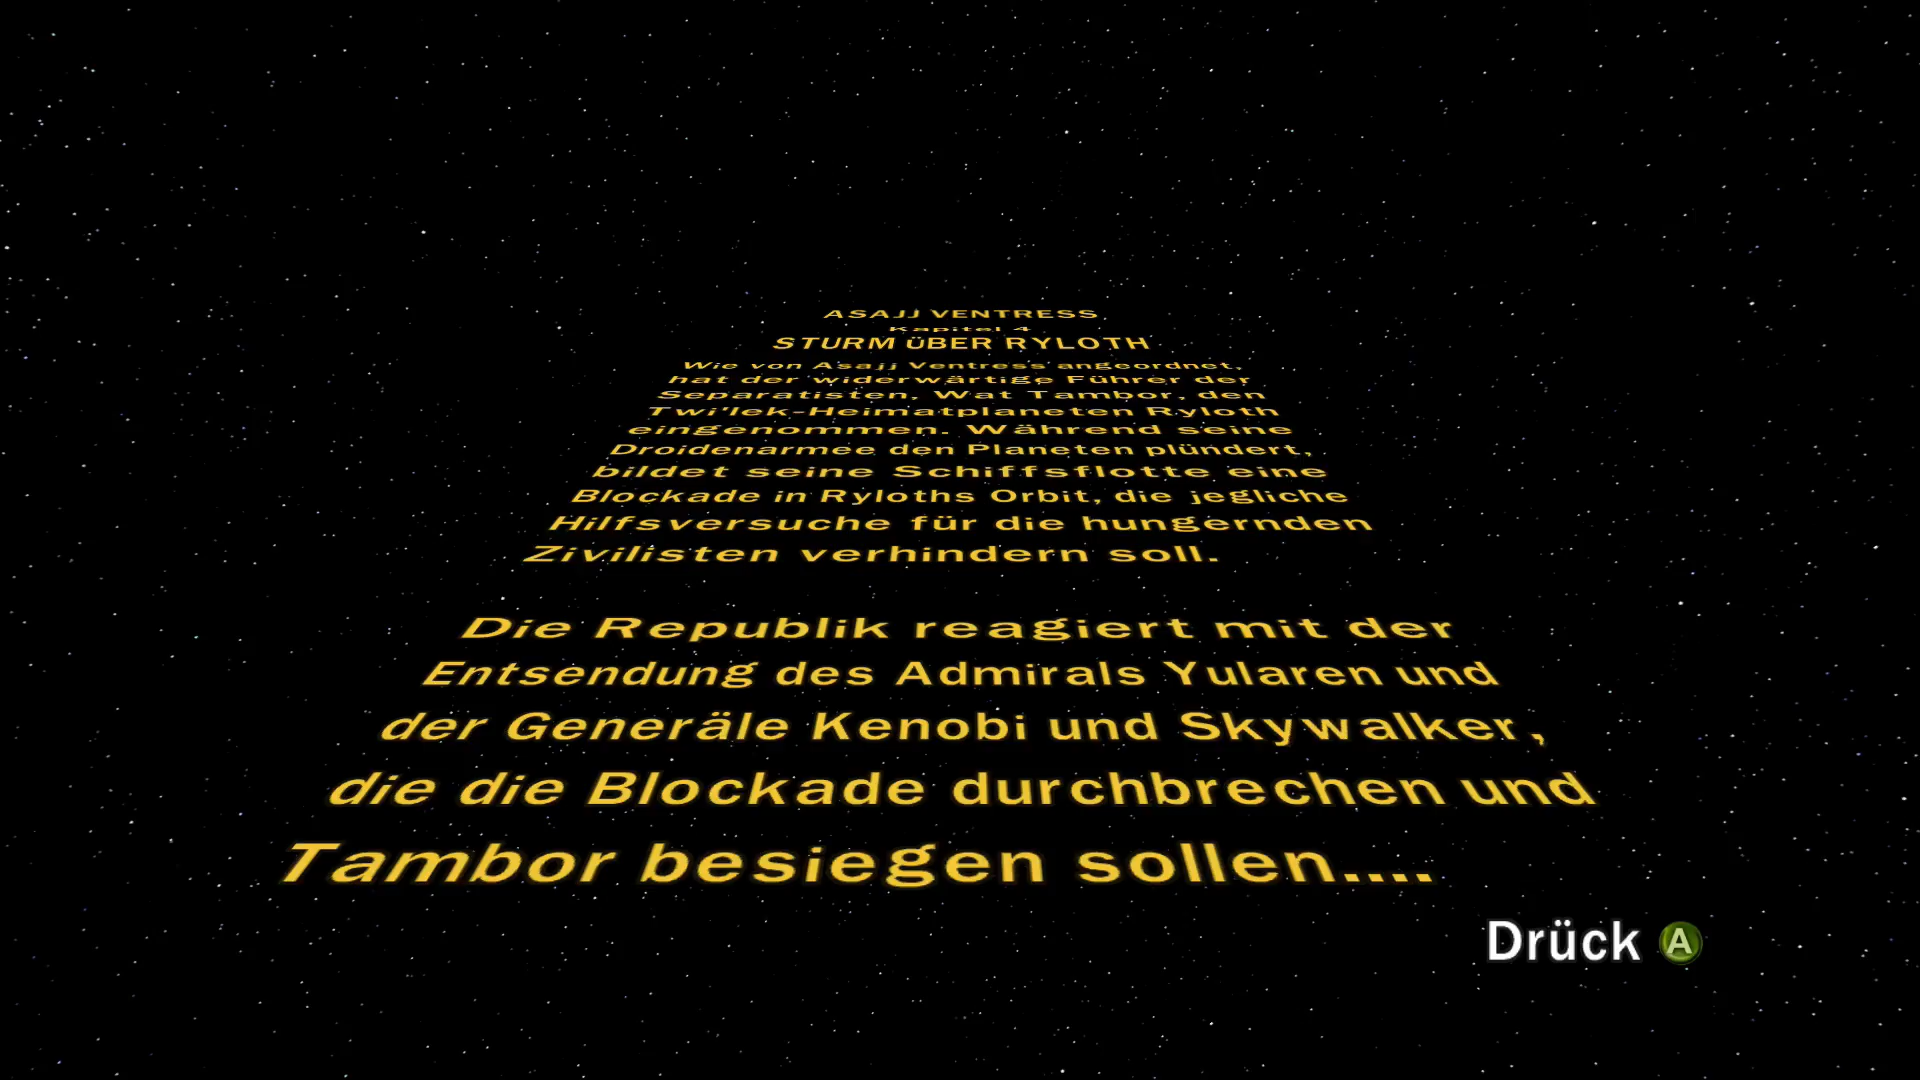 ASAJJ VENTRESS
Kapitel 4
STURM üBER RYLOTH
Wie von Asajj Ventress angeordnet,
hat der widerwärtige Führer der
Separatisten, Wat Tambor, den
Twi'lek-Heimatplaneten Ryloth
eingenommen. Während seine
Droidenarmee den Planeten plündert,
bildet seine Schiffsflotte eine
Blockade in Ryloths Orbit, die jegliche
Hilfsversuche für die hungernden
Zivilisten verhindern soll.
Die Republik reagiert mit der
Entsendung des Admirals Yularen und
der Generäle Kenobi und Skywalker,
die die Blockade durchbrechen und
Tambor besiegen sollen....
Drück A